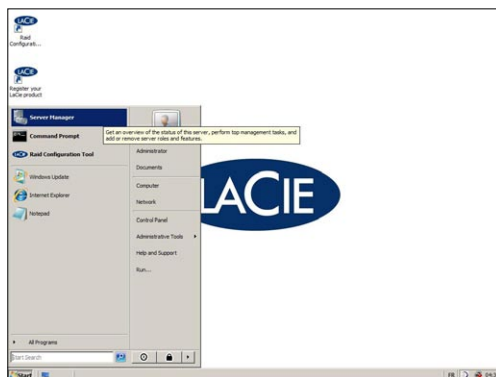 LACIE
Raid
Configurati...
LACIE
Register your
LaCie product
Server Manager
Command Prompt
Get an overview of the status of this server, perform top management tasks, and
add or remove server roles and features.
LACIE Raid Configuration Tool
Administrator
Documents
Windows Update
Computer
Internet Explorer
Network
LACIE
Notepad
Control Panel
Administrative Tools
Help and Support
Run...
All Programs
Start Search
Start
FR